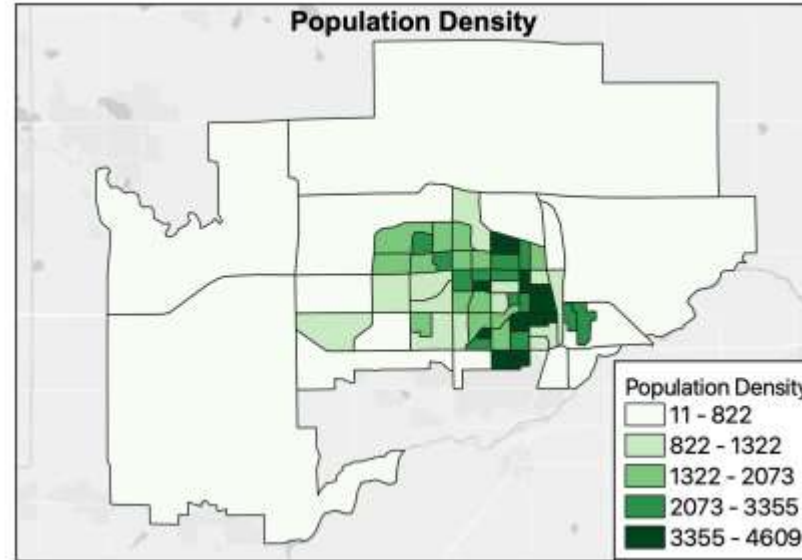 Population Density
Population Density
11 - 822
822 - 1322
1322 - 2073
2073 - 3355
3355 - 4609